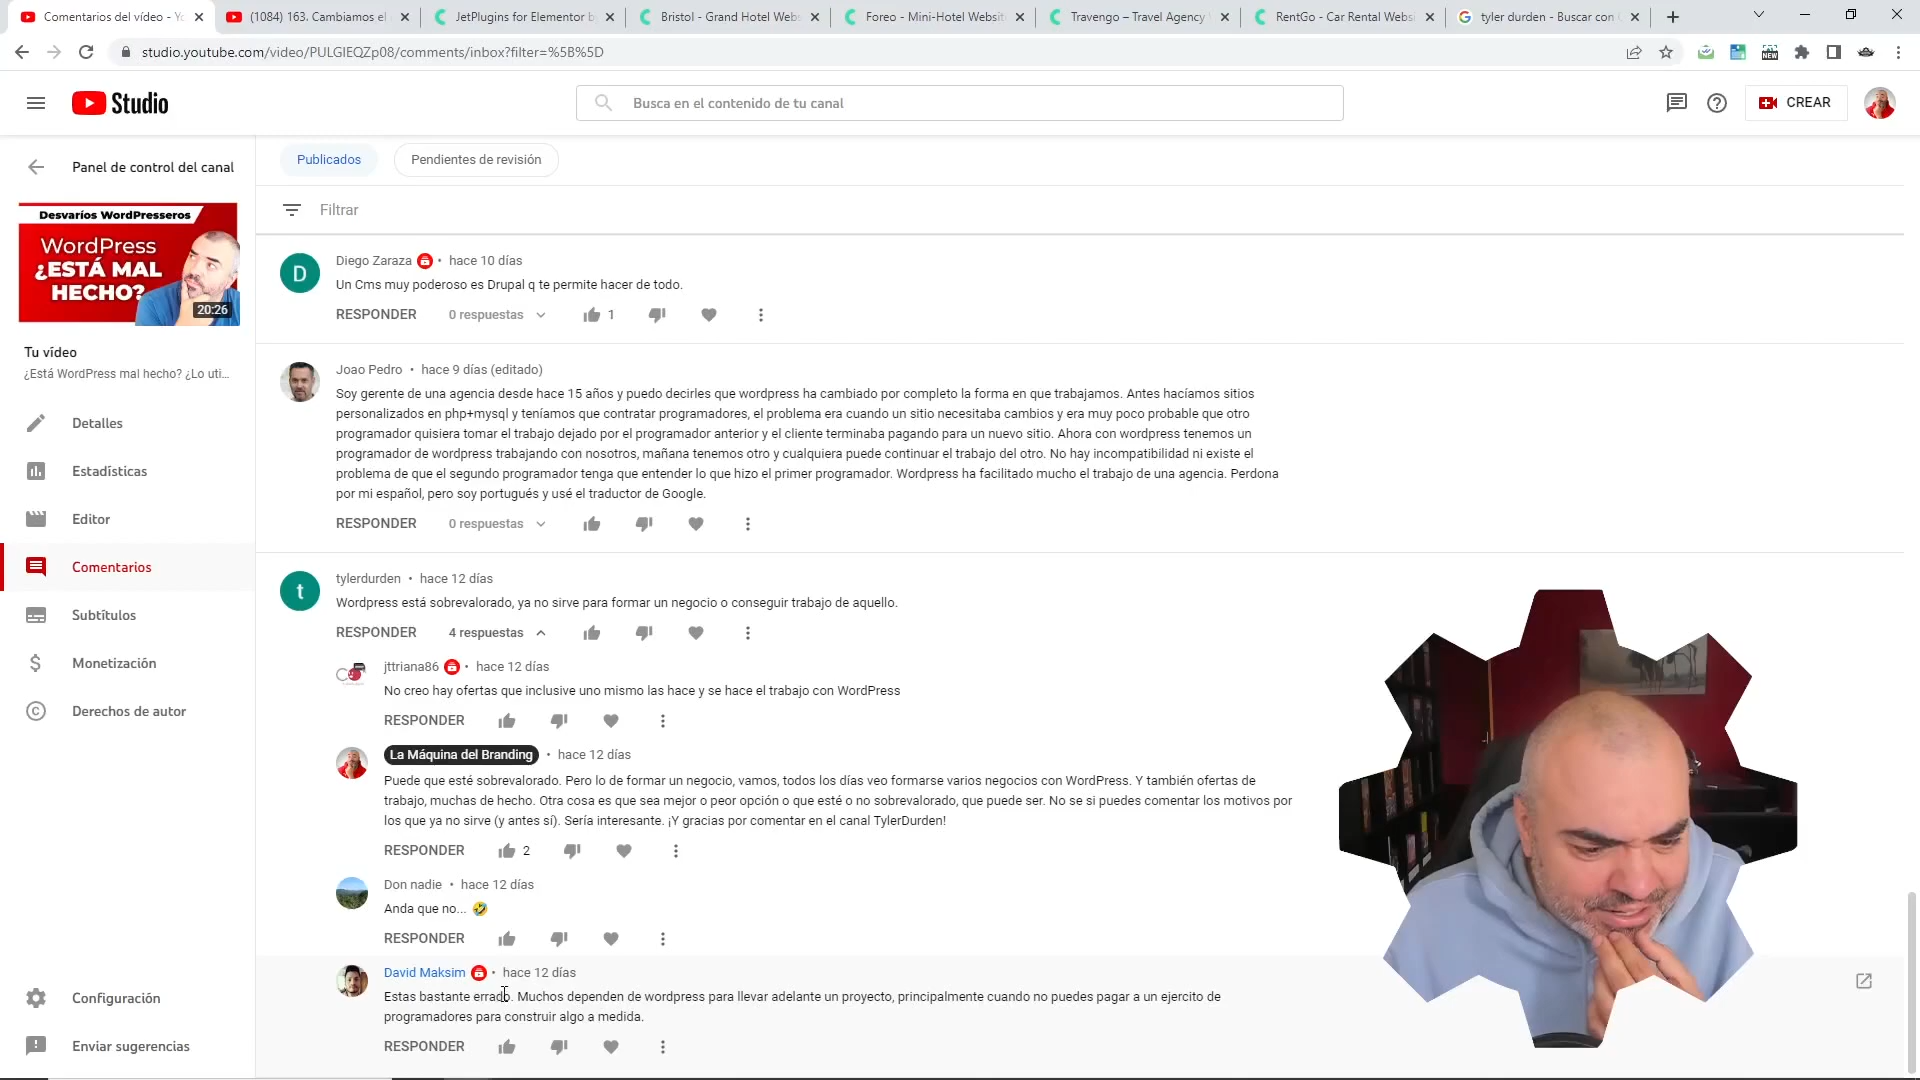 Comentarios del vídeo - Yo
(1084) 163. Cambiamos el
JetPlugins for Elementor b
Bristol - Grand Hotel Webs
Foreo - Mini-Hotel Website
Travengo – Travel Agency
RentGo - Car Rental Websi
tyler durden - Buscar con
studio.youtube.com/video/PULGIEQZp08/comments/inbox?filter=%5B%5D
NEW
Studio
Busca en el contenido de tu canal
CREAR
Panel de control del canal
Desvaríos WordPresseros
WordPress
¿ESTÁ MAL
HECHO?
20:26
Tu vídeo
¿Está WordPress mal hecho? ¿Lo uti...
Detalles
Estadísticas
Editor
Comentarios
Subtítulos
Monetización
Derechos de autor
Configuración
Enviar sugerencias
Publicados
Pendientes de revisión
Filtrar
D
Diego Zaraza • hace 10 días
Un Cms muy poderoso es Drupal q te permite hacer de todo.
RESPONDER 0 respuestas 1
Joao Pedro • hace 9 días (editado)
Soy gerente de una agencia desde hace 15 años y puedo decirles que wordpress ha cambiado por completo la forma en que trabajamos. Antes hacíamos sitios
personalizados en php+mysql y teníamos que contratar programadores, el problema era cuando un sitio necesitaba cambios y era muy poco probable que otro
programador quisiera tomar el trabajo dejado por el programador anterior y el cliente terminaba pagando para un nuevo sitio. Ahora con wordpress tenemos un
programador de wordpress trabajando con nosotros, mañana tenemos otro y cualquiera puede continuar el trabajo del otro. No hay incompatibilidad ni existe el
problema de que el segundo programador tenga que entender lo que hizo el primer programador. Wordpress ha facilitado mucho el trabajo de una agencia. Perdona
por mi español, pero soy portugués y usé el traductor de Google.
RESPONDER 0 respuestas
t
tylerdurden • hace 12 días
Wordpress está sobrevalorado, ya no sirve para formar un negocio o conseguir trabajo de aquello.
RESPONDER 4 respuestas
jttriana86 • hace 12 días
No creo hay ofertas que inclusive uno mismo las hace y se hace el trabajo con WordPress
RESPONDER
La Máquina del Branding • hace 12 días
Puede que esté sobrevalorado. Pero lo de formar un negocio, vamos, todos los días veo formarse varios negocios con WordPress. Y también ofertas de
trabajo, muchas de hecho. Otra cosa es que sea mejor o peor opción o que esté o no sobrevalorado, que puede ser. No se si puedes comentar los motivos por
los que ya no sirve (y antes sí). Sería interesante. ¡Y gracias por comentar en el canal TylerDurden!
RESPONDER 2
Don nadie • hace 12 días
Anda que no... 🤣
RESPONDER
David Maksim • hace 12 días
Estas bastante errado. Muchos dependen de wordpress para llevar adelante un proyecto, principalmente cuando no puedes pagar a un ejercito de
programadores para construir algo a medida.
RESPONDER